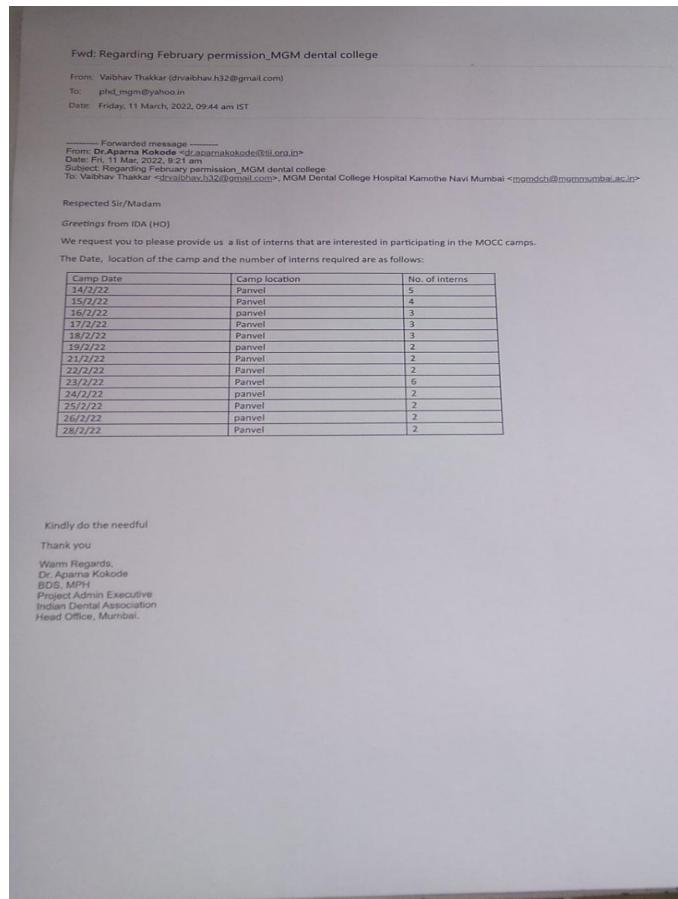 Fwd: Regarding February permission_MGM dental college
From: Vaibhav Thakkar (drvaibhav.h32@gmail.com)
To: phd_mgm@yahoo.in
Date: Friday, 11 March, 2022, 09:44 am IST
---------- Forwarded message ----------
From: Dr.Aparna Kokode <dr.aparnakokode@tii.org.in>
Date: Fri, 11 Mar, 2022, 9:21 am
Subject: Regarding February permission_MGM dental college
To: Vaibhav Thakkar <drvaibhav.h32@gmail.com>, MGM Dental College Hospital Kamothe Navi Mumbai <mgmdch@mgmmumbai.ac.in>
Respected Sir/Madam
Greetings from IDA (HO)
We request you to please provide us a list of interns that are interested in participating in the MOCC camps.
The Date, location of the camp and the number of interns required are as follows:
Camp Date Camp location No. of interns
14/2/22 Panvel 5
15/2/22 Panvel 4
16/2/22 panvel 3
17/2/22 Panvel 3
18/2/22 Panvel 3
19/2/22 panvel 2
21/2/22 Panvel 2
22/2/22 Panvel 2
23/2/22 Panvel 6
24/2/22 panvel 2
25/2/22 Panvel 2
26/2/22 panvel 2
28/2/22 Panvel 2
Kindly do the needful
Thank you
Warm Regards,
Dr. Aparna Kokode
BDS, MPH
Project Admin Executive
Indian Dental Association
Head Office, Mumbai.